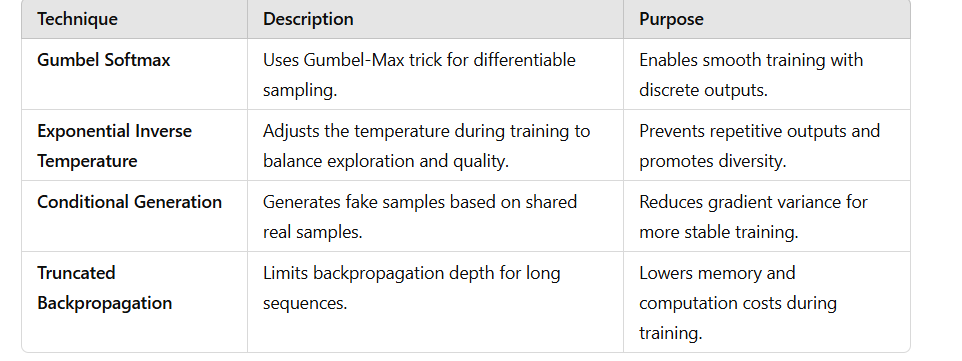 Technique Description Purpose
Gumbel Softmax Uses Gumbel-Max trick for differentiable Enables smooth training with
sampling. discrete outputs.
Exponential Inverse Adjusts the temperature during training to Prevents repetitive outputs and
Temperature balance exploration and quality. promotes diversity.
Conditional Generation Generates fake samples based on shared Reduces gradient variance for
real samples. more stable training.
Truncated Limits backpropagation depth for long Lowers memory and
Backpropagation sequences. computation costs during
training.